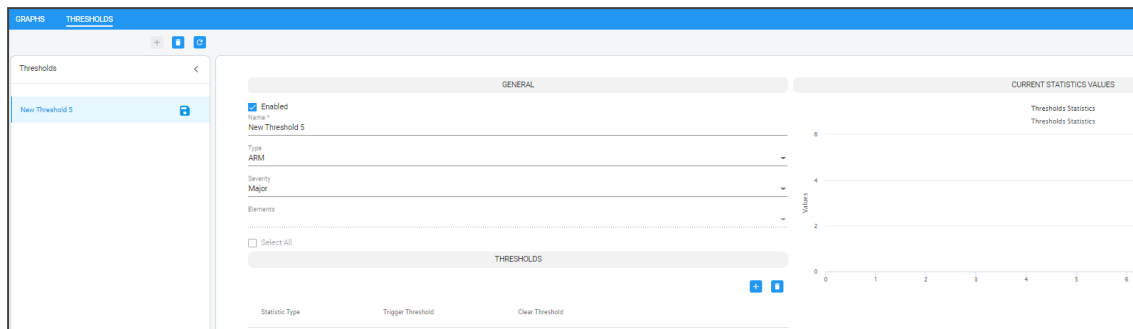 GRAPHS THRESHOLDS
Thresholds
New Threshold 5
GENERAL
Enabled
Name *
New Threshold 5
Type
ARM
Severity
Major
Elements
Select All
THRESHOLDS
Statistic Type Trigger Threshold Clear Threshold
CURRENT STATISTICS VALUES
Thresholds Statistics
Thresholds Statistics
6
4
Values
2
0
0 1 2 3 4 5 6